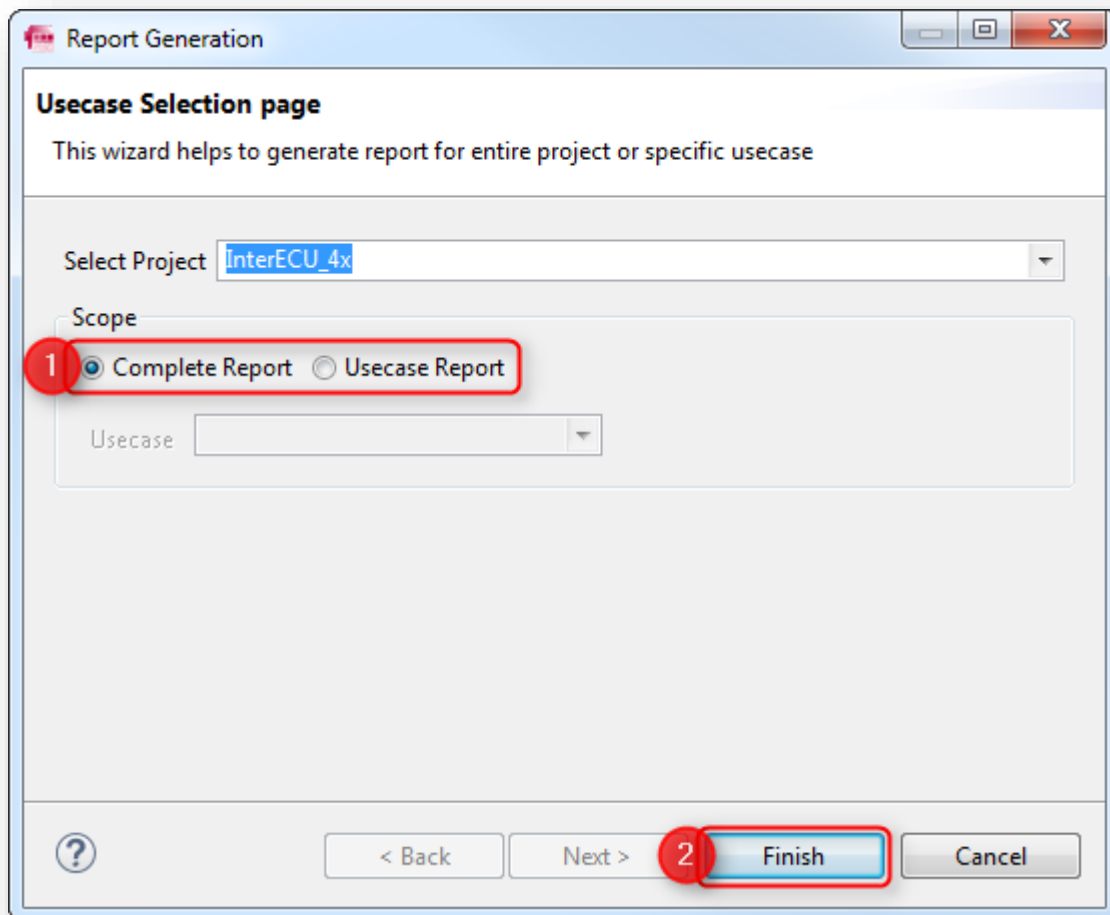 Report Generation
Usecase Selection page
This wizard helps to generate report for entire project or specific usecase
Select Project InterECU_4x
Scope
1 Complete Report Usecase Report
Usecase
? < Back Next > 2 Finish Cancel